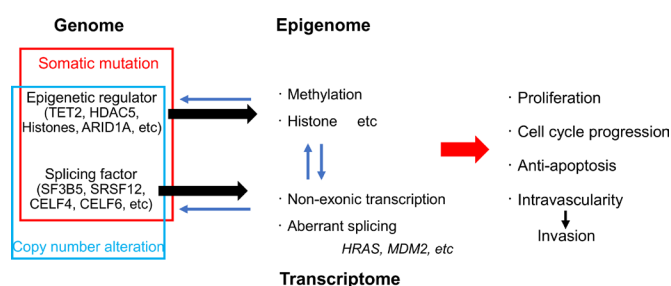 Genome
Somatic mutation
Epigenetic regulator
(TET2, HDAC5,
Histones, ARID1A, etc)
Splicing factor
(SF3B5, SRSF12,
CELF4, CELF6, etc)
Copy number alteration
Epigenome
· Methylation
· Histone etc
· Non-exonic transcription
· Aberrant splicing
HRAS, MDM2, etc
Transcriptome
· Proliferation
· Cell cycle progression
· Anti-apoptosis
· Intravascularity
Invasion